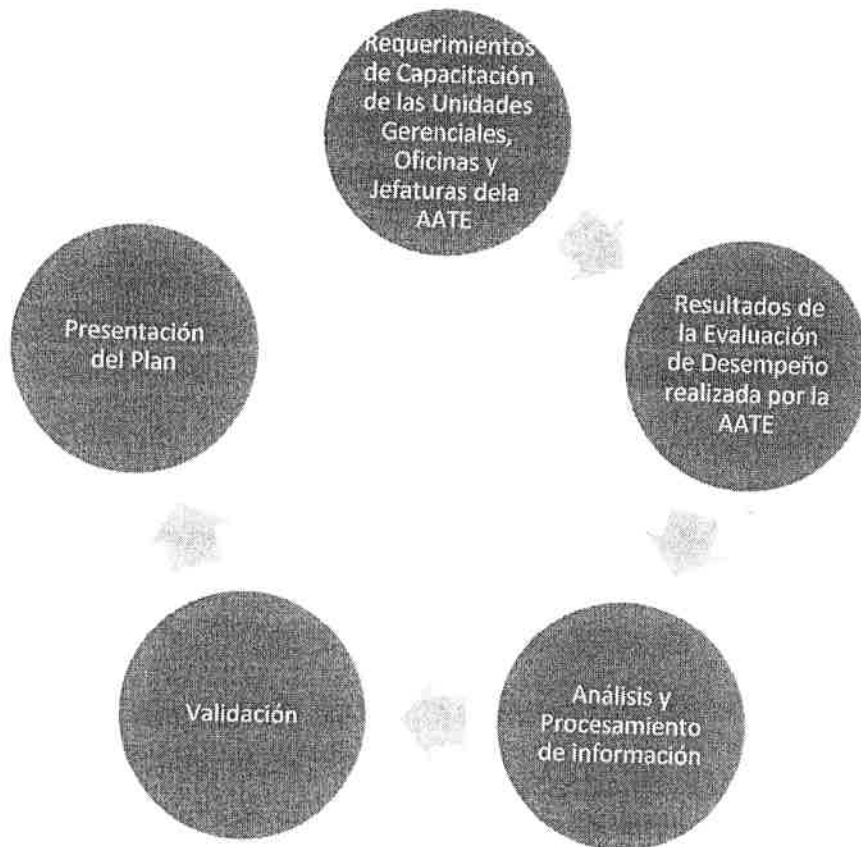 Requerimientos
de Capacitación
de las Unidades
Gerenciales,
Oficinas y
Jefaturas dela
AATE
Resultados de
la Evaluación
de Desempeño
realizada por la
AATE
Análisis y
Procesamiento
de información
Validación
Presentación
del Plan